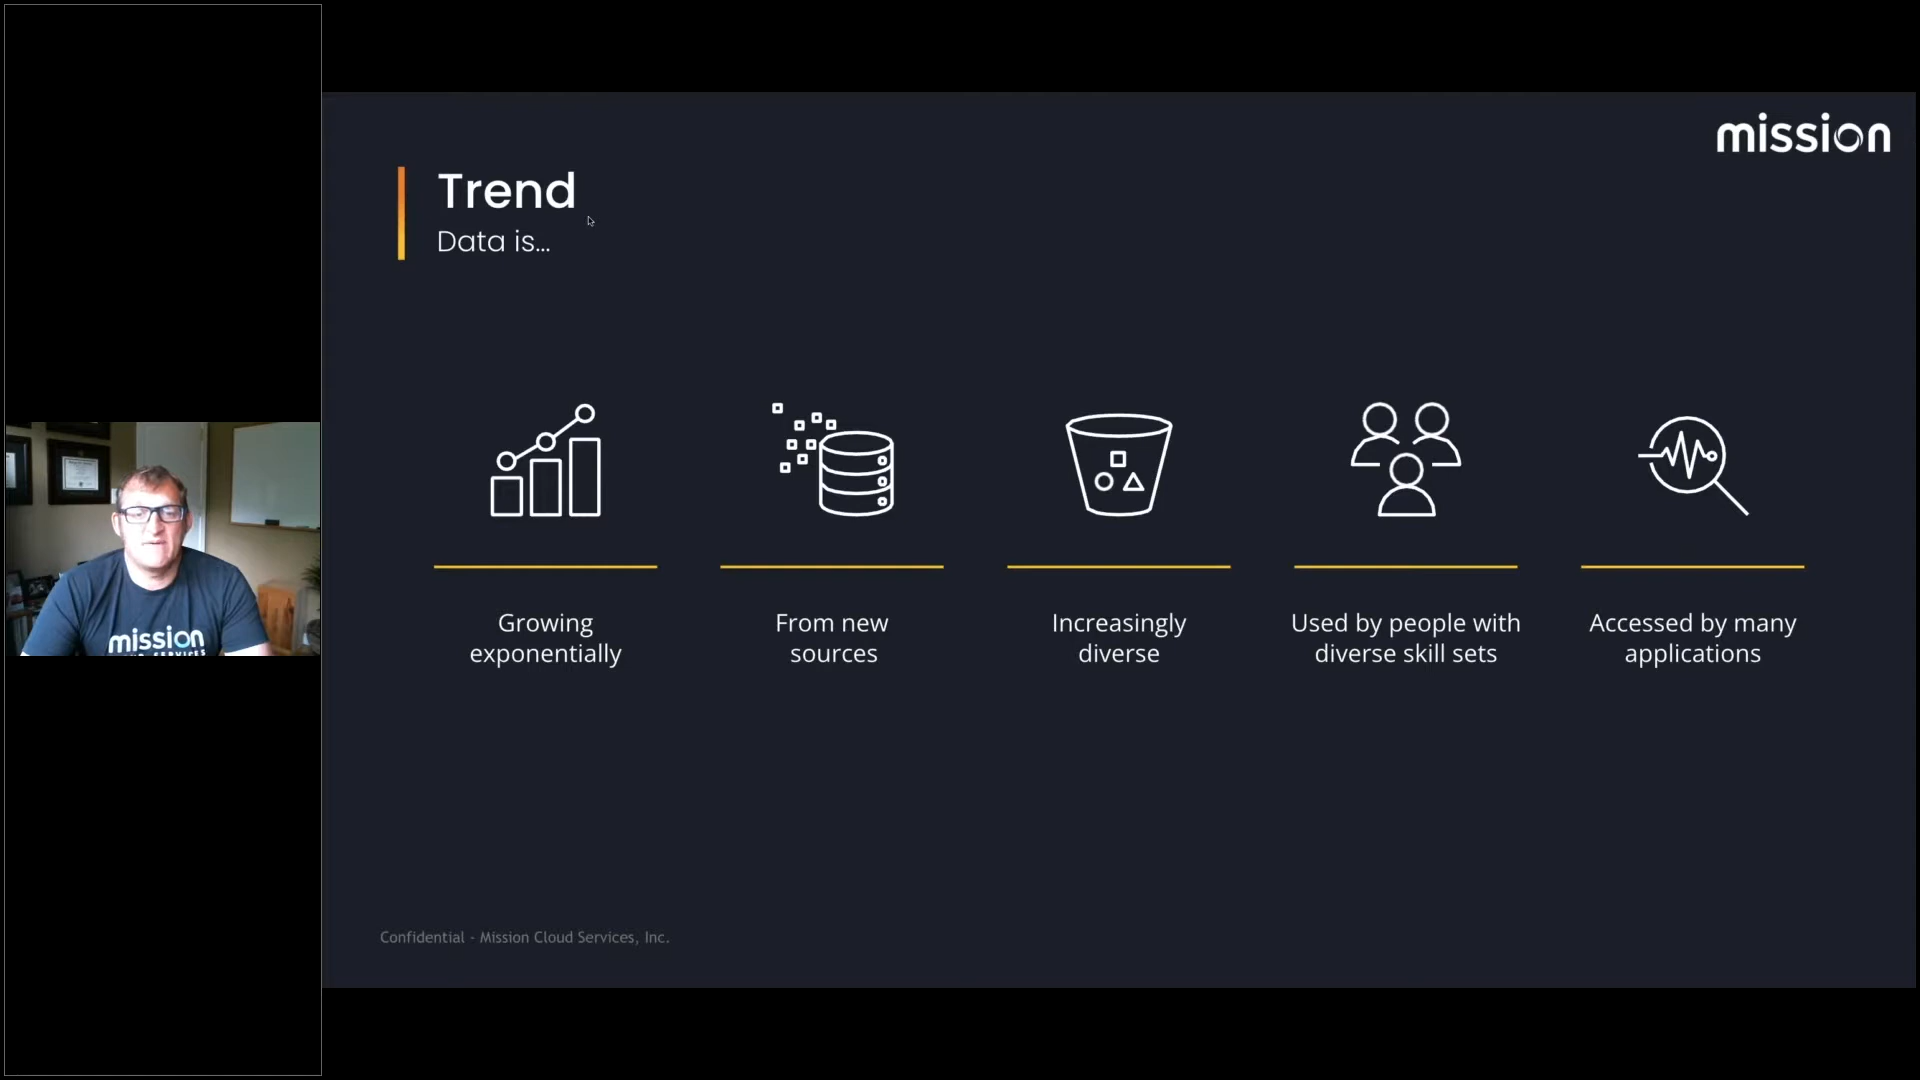 mission
Trend
Data is...
Growing
exponentially
From new
sources
Increasingly
diverse
Used by people with
diverse skill sets
Accessed by many
applications
mission
Confidential - Mission Cloud Services, Inc.